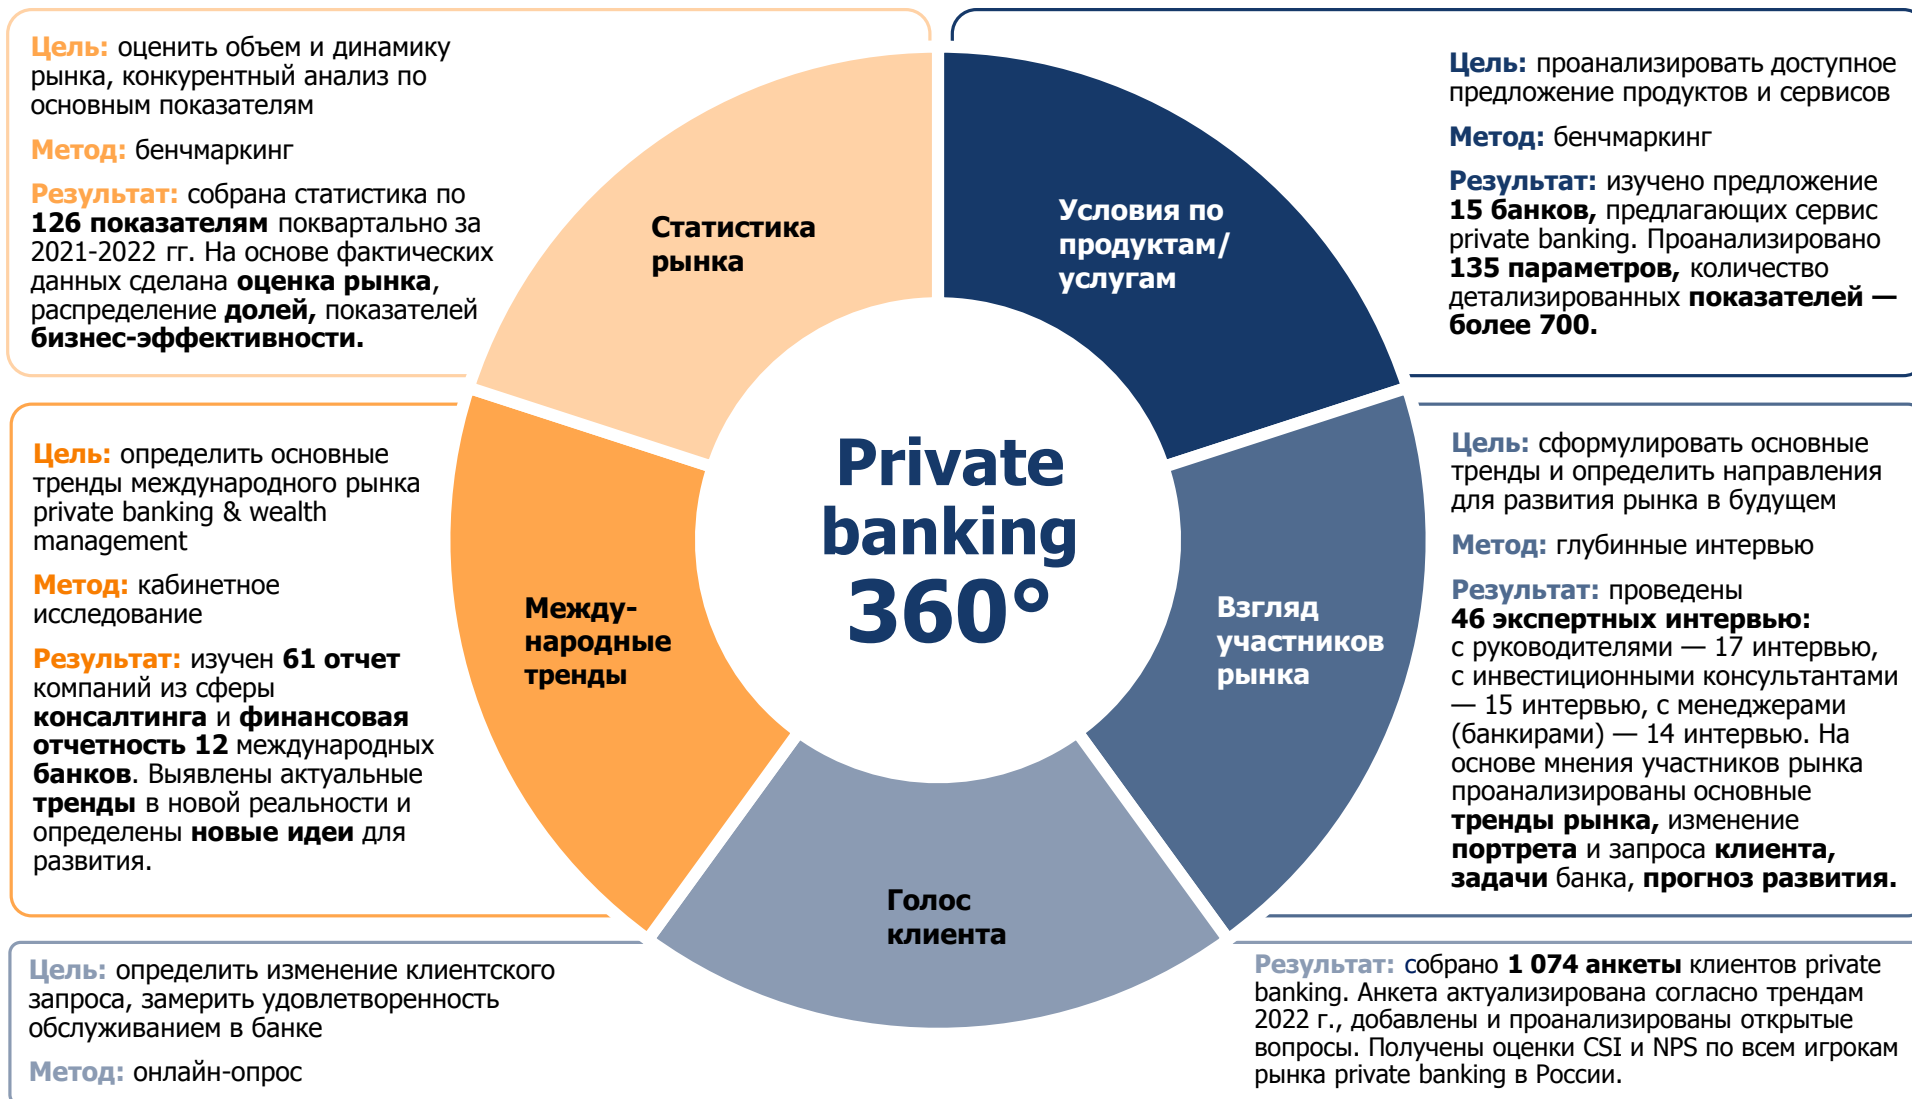 Цель: оценить объем и динамику
рынка, конкурентный анализ по
основным показателям
Метод: бенчмаркинг
Результат: собрана статистика по
126 показателям поквартально за
2021-2022 гг. На основе фактических
данных сделана оценка рынка,
распределение долей, показателей
бизнес-эффективности.
Цель: проанализировать доступное
предложение продуктов и сервисов
Метод: бенчмаркинг
Результат: изучено предложение
15 банков, предлагающих сервис
private banking. Проанализировано
135 параметров, количество
детализированных показателей —
более 700.
Статистика
рынка
Условия по
продуктам/
услугам
Private
banking
360°
Между-
народные
тренды
Взгляд
участников
рынка
Голос
клиента
Цель: определить основные
тренды международного рынка
private banking & wealth
management
Метод: кабинетное
исследование
Результат: изучен 61 отчет
компаний из сферы
консалтинга и финансовая
отчетность 12 международных
банков. Выявлены актуальные
тренды в новой реальности и
определены новые идеи для
развития.
Цель: сформулировать основные
тренды и определить направления
для развития рынка в будущем
Метод: глубинные интервью
Результат: проведены
46 экспертных интервью:
с руководителями — 17 интервью,
с инвестиционными консультантами
— 15 интервью, с менеджерами
(банкирами) — 14 интервью. На
основе мнения участников рынка
проанализированы основные
тренды рынка, изменение
портрета и запроса клиента,
задачи банка, прогноз развития.
Цель: определить изменение клиентского
запроса, замерить удовлетворенность
обслуживанием в банке
Метод: онлайн-опрос
Результат: собрано 1 074 анкеты клиентов private
banking. Анкета актуализирована согласно трендам
2022 г., добавлены и проанализированы открытые
вопросы. Получены оценки CSI и NPS по всем игрокам
рынка private banking в России.